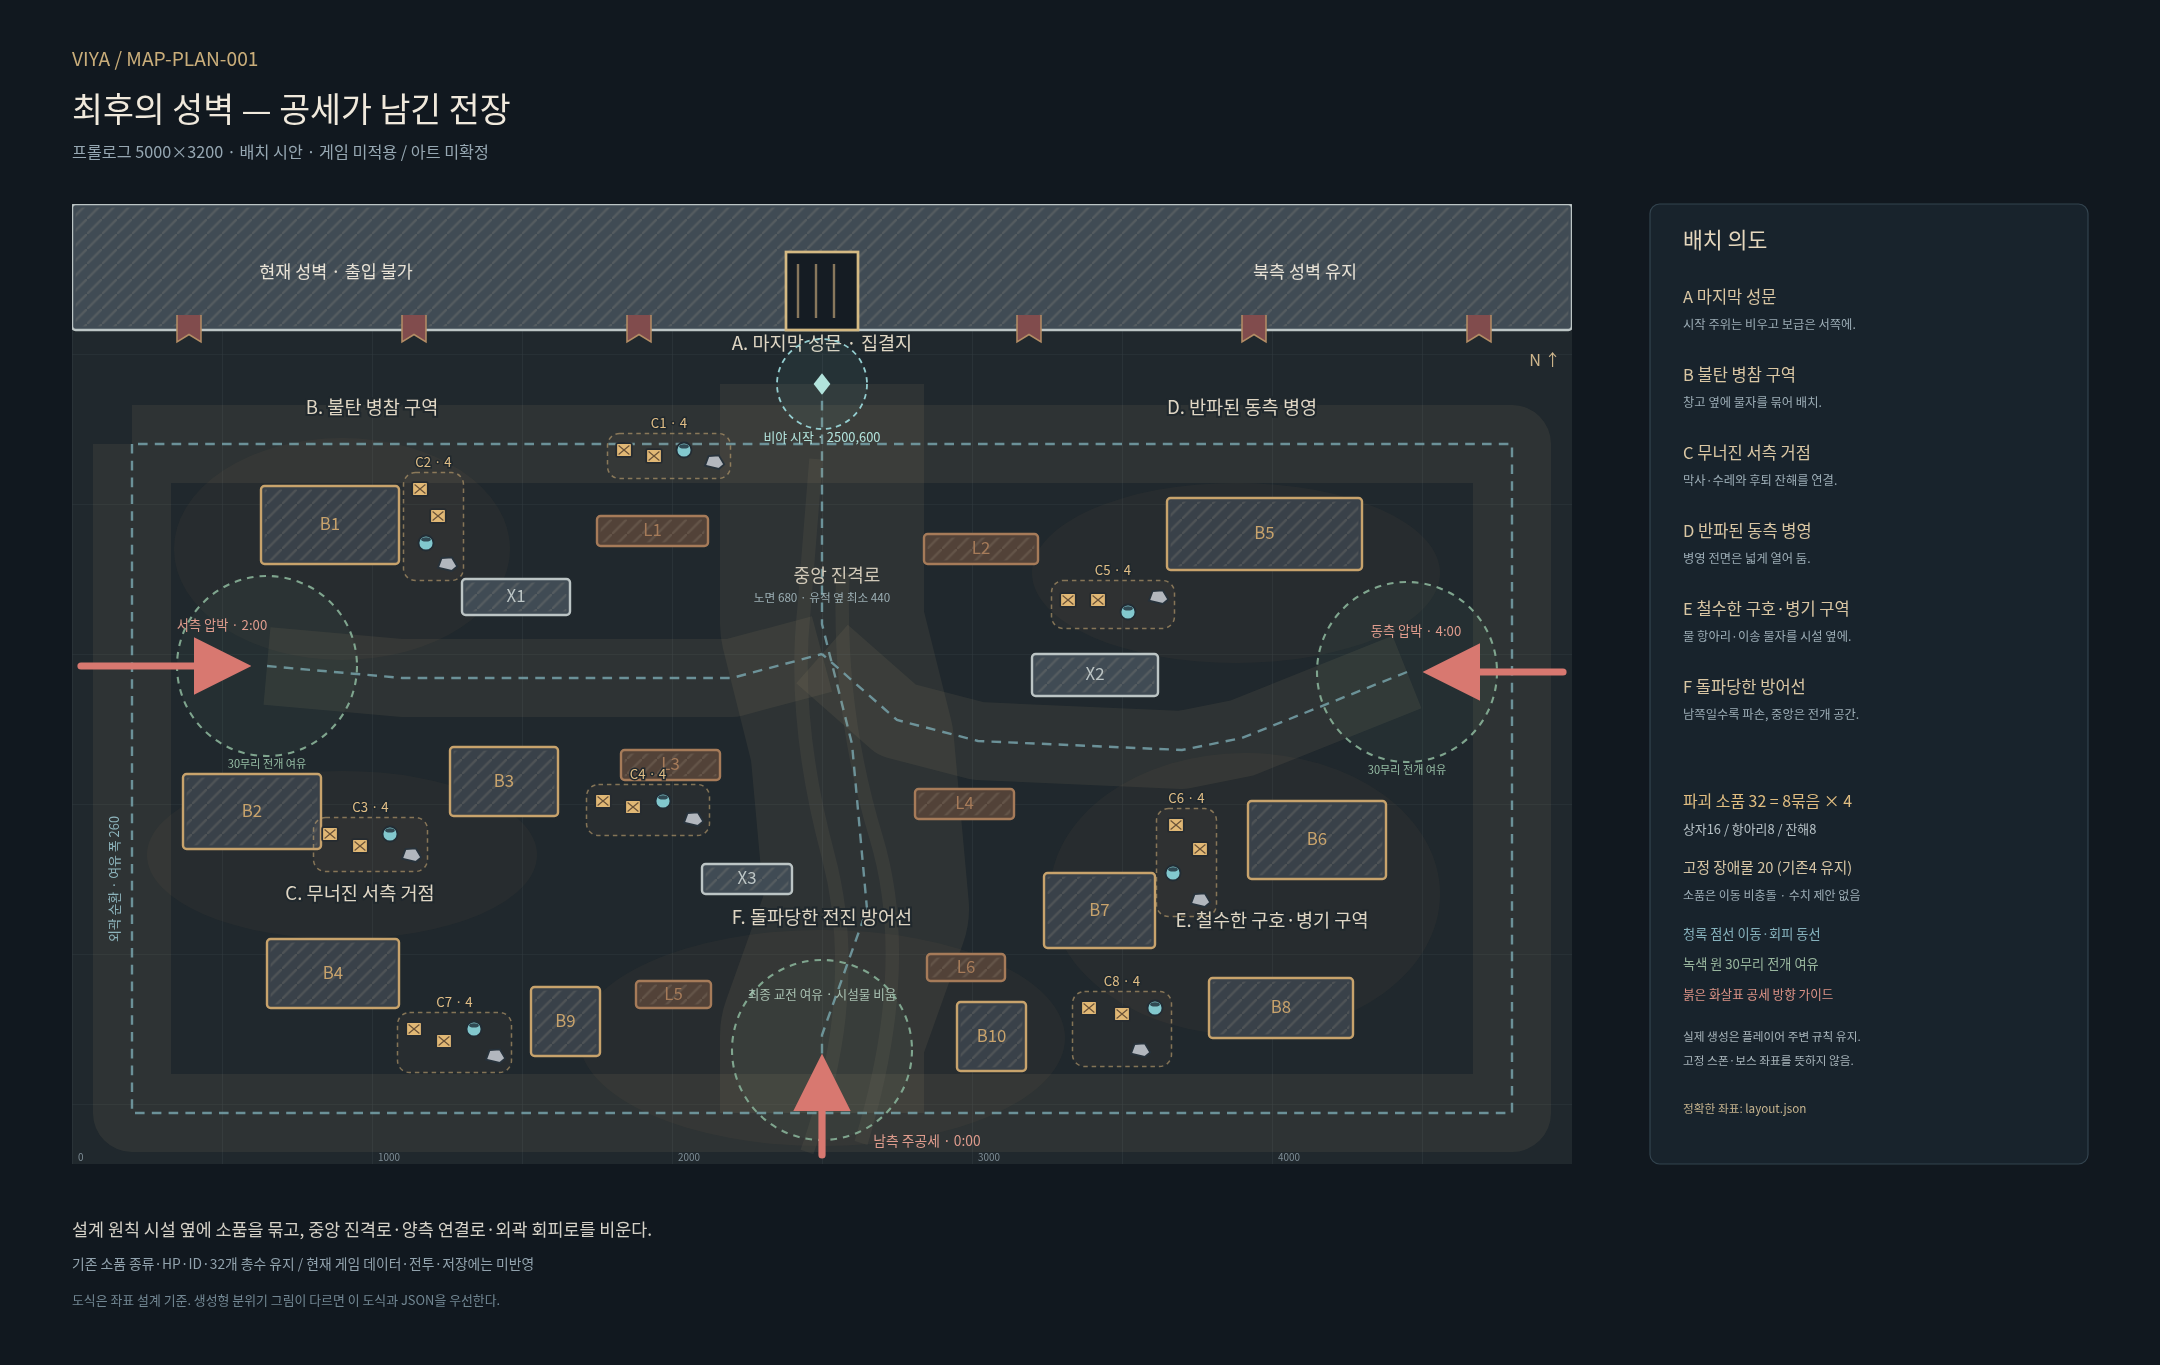 VIYA / MAP-PLAN-001
최후의 성벽 — 공세가 남긴 전장
프롤로그 5000×3200 · 배치 시안 · 게임 미적용 / 아트 미확정
현재 성벽 · 출입 불가
북측 성벽 유지
A. 마지막 성문 · 집결지
N ↑
B. 불탄 병참 구역
D. 반파된 동측 병영
C1 · 4
비야 시작 · 2500,600
C2 · 4
B1
L1
L2
B5
중앙 진격로
노면 680 · 유적 옆 최소 440
C5 · 4
X1
서측 압박 · 2:00
동측 압박 · 4:00
X2
30무리 전개 여유
30무리 전개 여유
B3
L3
C4 · 4
B2
C3 · 4
L4
C6 · 4
B6
외곽 순환 · 여유 폭 260
X3
C. 무너진 서측 거점
F. 돌파당한 전진 방어선
B7
E. 철수한 구호·병기 구역
B4
L6
L5
최종 교전 여유 · 시설물 비움
C7 · 4
C8 · 4
B9
B10
B8
남측 주공세 · 0:00
0
1000
2000
3000
4000
배치 의도
A 마지막 성문
시작 주위는 비우고 보급은 서쪽에.
B 불탄 병참 구역
창고 옆에 물자를 묶어 배치.
C 무너진 서측 거점
막사·수레와 후퇴 잔해를 연결.
D 반파된 동측 병영
병영 전면은 넓게 열어 둠.
E 철수한 구호·병기 구역
물 항아리·이송 물자를 시설 옆에.
F 돌파당한 방어선
남쪽일수록 파손, 중앙은 전개 공간.
파괴 소품 32 = 8묶음 × 4
상자16 / 항아리8 / 잔해8
고정 장애물 20 (기존4 유지)
소품은 이동 비충돌 · 수치 제안 없음
청록 점선 이동·회피 동선
녹색 원 30무리 전개 여유
붉은 화살표 공세 방향 가이드
실제 생성은 플레이어 주변 규칙 유지.
고정 스폰·보스 좌표를 뜻하지 않음.
정확한 좌표: layout.json
설계 원칙 시설 옆에 소품을 묶고, 중앙 진격로·양측 연결로·외곽 회피로를 비운다.
기존 소품 종류·HP·ID·32개 총수 유지 / 현재 게임 데이터·전투·저장에는 미반영
도식은 좌표 설계 기준. 생성형 분위기 그림이 다르면 이 도식과 JSON을 우선한다.